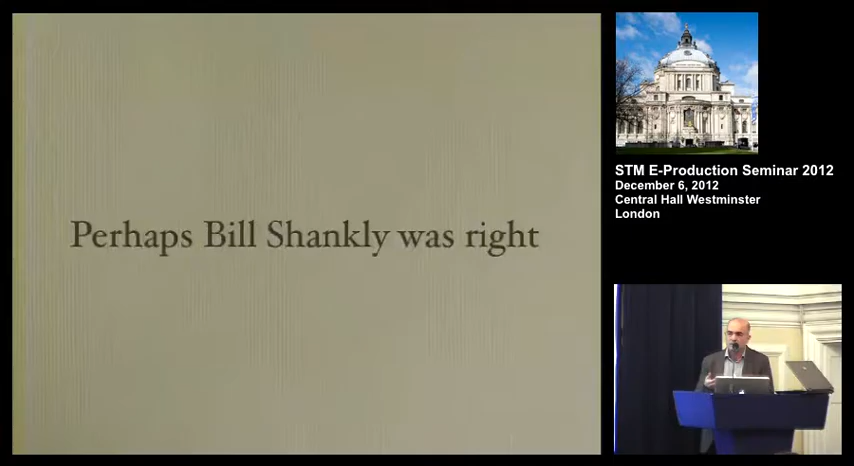 Perhaps Bill Shankly was right
STM E-Production Seminar 2012
December 6, 2012
Central Hall Westminster
London